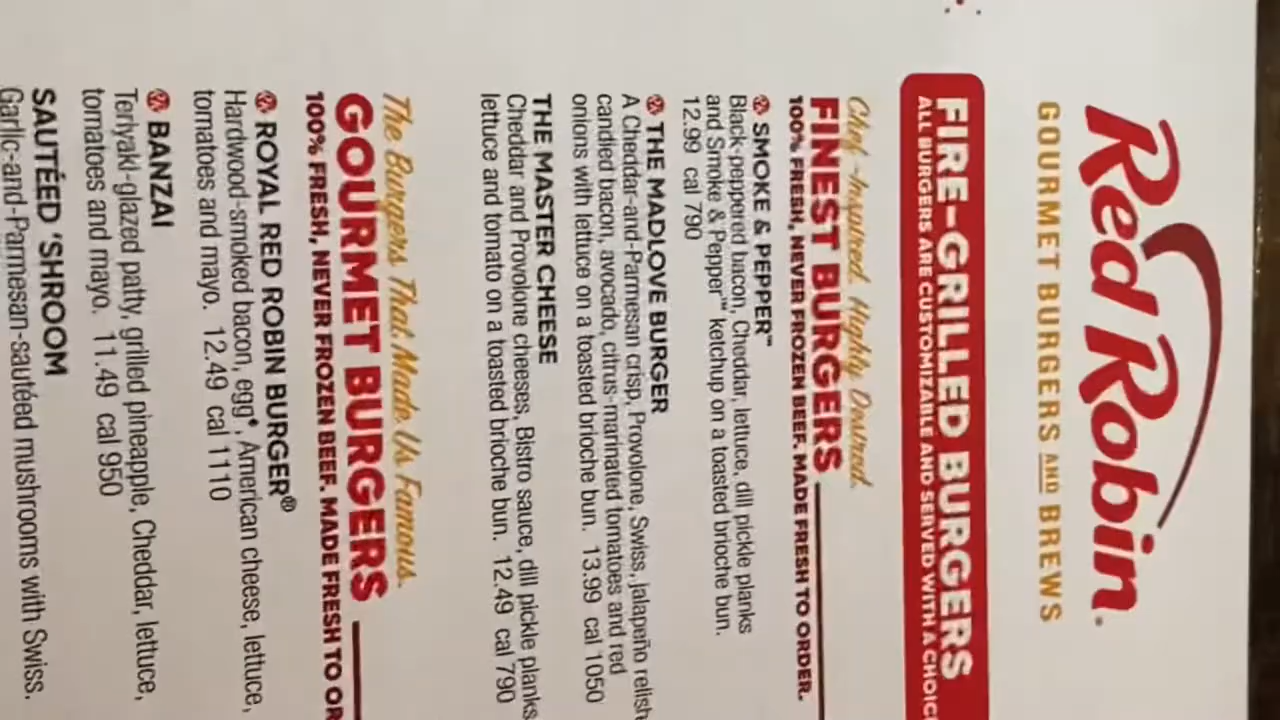 Red Robin
GOURMET BURGERS AND BREWS
FIRE-GRILLED BURGERS
ALL BURGERS ARE CUSTOMIZABLE AND SERVED WITH A
Chef-Inspired. Highly Desired.
FINEST BURGERS
100% FRESH, NEVER FROZEN BEEF. MADE FRESH TO ORDER.
SMOKE & PEPPER™
Black-peppered bacon, Cheddar, lettuce, dill pickle planks
and Smoke & Pepper™ ketchup on a toasted brioche bun.
12.99 cal 790
THE MADLOVE BURGER
A Cheddar-and-Parmesan crisp, Provolone, Swiss, jalapeño relish
candied bacon, avocado, citrus-marinated tomatoes and red
onions with lettuce on a toasted brioche bun. 13.99 cal 1050
THE MASTER CHEESE
Cheddar and Provolone cheeses, Bistro sauce, dill pickle planks
lettuce and tomato on a toasted brioche bun. 12.49 cal 790
The Burgers That Made Us Famous.
GOURMET BURGERS
100% FRESH, NEVER FROZEN BEEF. MADE FRESH TO
ROYAL RED ROBIN BURGER®
Hardwood-smoked bacon, egg*, American cheese, lettuce,
tomatoes and mayo. 12.49 cal 1110
BANZAI
Teriyaki-glazed patty, grilled pineapple, Cheddar, lettuce,
tomatoes and mayo. 11.49 cal 950
SAUTÉED 'SHROOM
Garlic-and-Parmesan-sautéed mushrooms with Swiss.